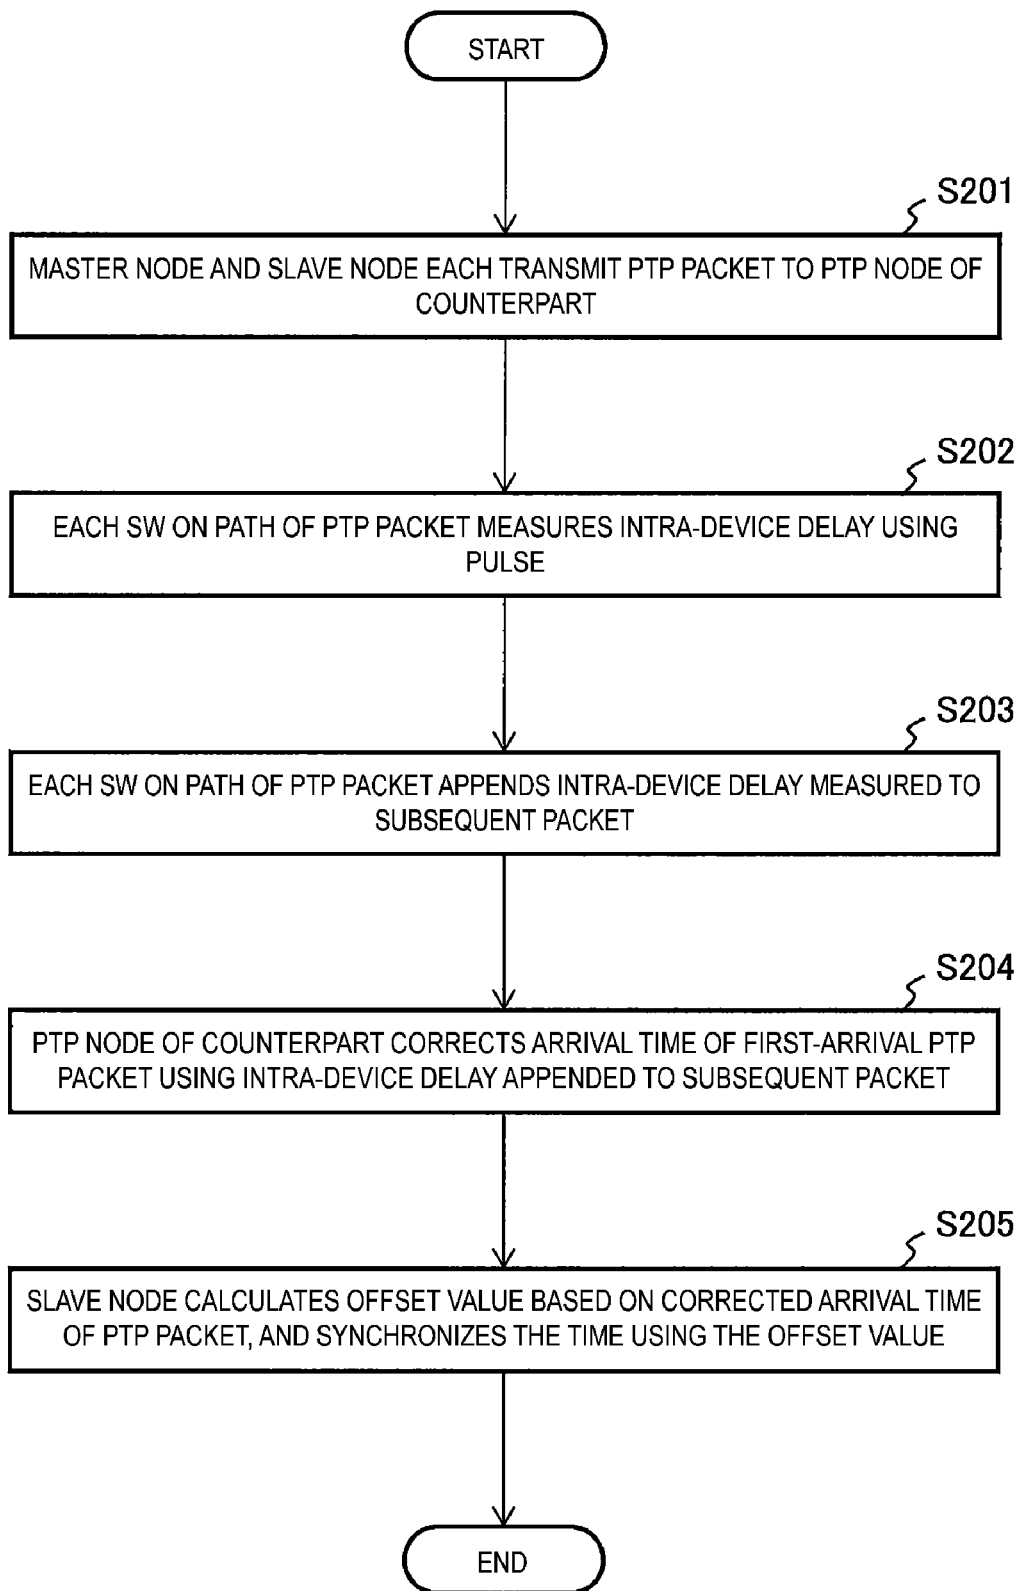 START
S201
MASTER NODE AND SLAVE NODE EACH TRANSMIT PTP PACKET TO PTP NODE OF
COUNTERPART
S202
EACH SW ON PATH OF PTP PACKET MEASURES INTRA-DEVICE DELAY USING
PULSE
S203
EACH SW ON PATH OF PTP PACKET APPENDS INTRA-DEVICE DELAY MEASURED TO
SUBSEQUENT PACKET
S204
PTP NODE OF COUNTERPART CORRECTS ARRIVAL TIME OF FIRST-ARRIVAL PTP
PACKET USING INTRA-DEVICE DELAY APPENDED TO SUBSEQUENT PACKET
S205
SLAVE NODE CALCULATES OFFSET VALUE BASED ON CORRECTED ARRIVAL TIME
OF PTP PACKET, AND SYNCHRONIZES THE TIME USING THE OFFSET VALUE
END